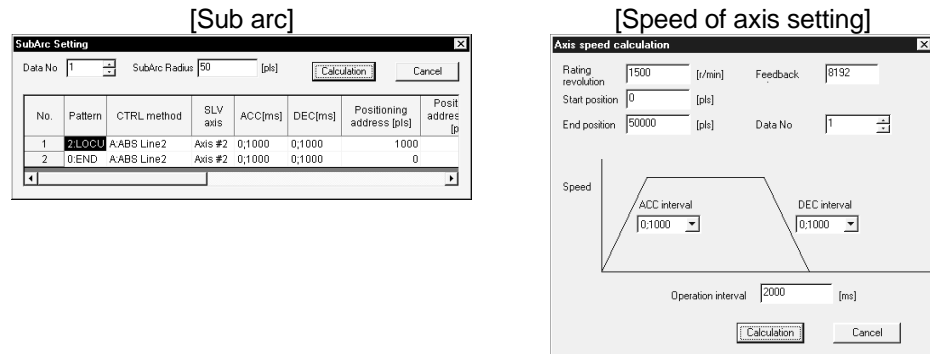 [Sub arc]
SubArc Setting
Data No 1 SubArc Radius 50 [pls] Calculation Cancel
No. Pattern CTRL method SLV axis ACC[ms] DEC[ms] Positioning address [pls] Posit addres [p
1 2:LOCU A:ABS Line2 Axis #2 0;1000 0;1000 1000
2 0:END A:ABS Line2 Axis #2 0;1000 0;1000 0
[Speed of axis setting]
Axis speed calculation
Rating revolution 1500 [r/min] Feedback 8192
Start position 0 [pls]
End position 50000 [pls] Data No 1
Speed
ACC interval DEC interval
0;1000 0;1000
Operation interval 2000 [ms]
Calculation Cancel